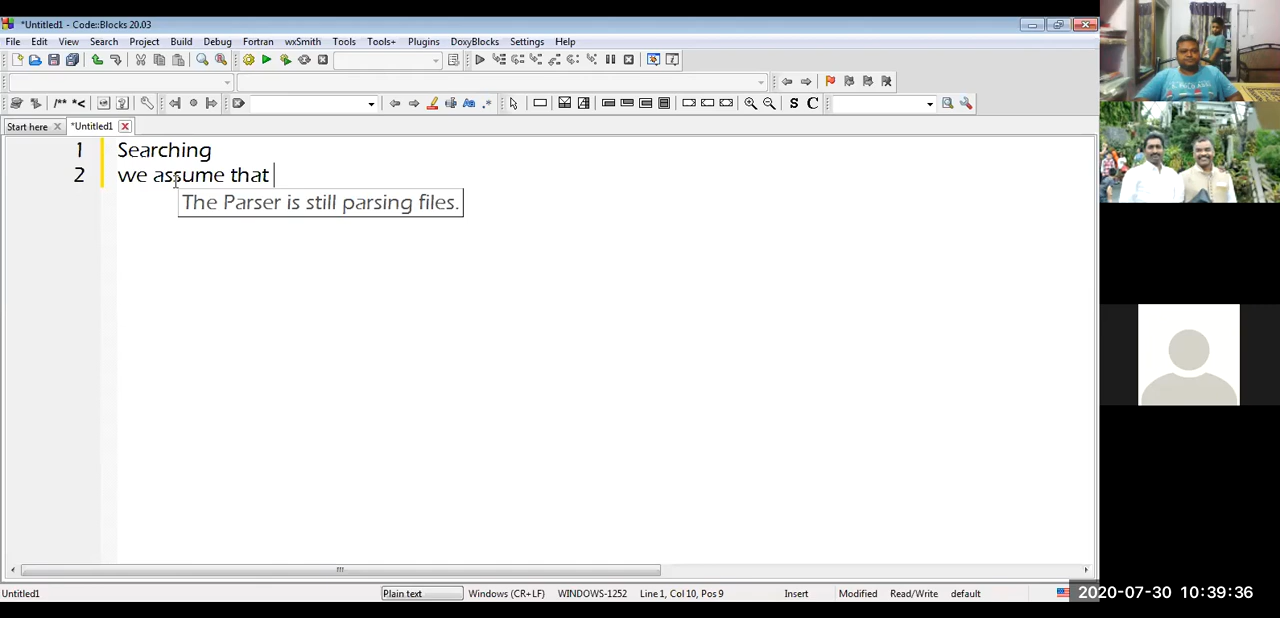 *Untitled1 - Code::Blocks 20.03
File Edit View Search Project Build Debug Fortran wxSmith Tools Tools+ Plugins DoxyBlocks Settings Help
/** *<
S C
Start here
*Untitled1
1 Searching
2 we assume that
The Parser is still parsing files.
Untitled1 Plain text Windows (CR+LF) WINDOWS-1252 Line 1, Col 10, Pos 9 Insert Modified Read/Write default
2020-07-30 10:39:36